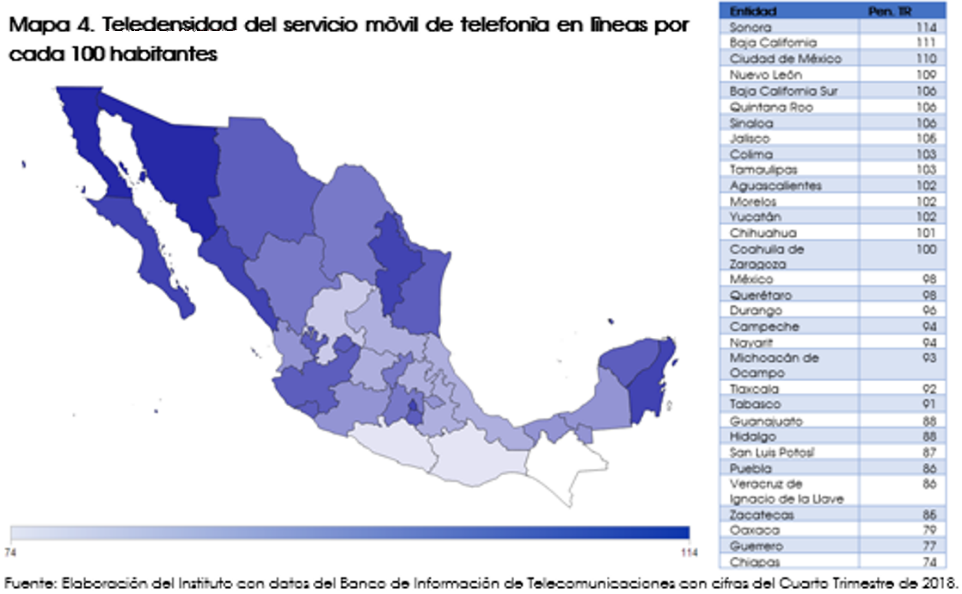 Mapa 4. Teledensidad del servicio móvil de telefonía en líneas por
cada 100 habitantes
Entidad Pen. TR
Sonora 114
Baja California 111
Ciudad de México 110
Nuevo León 109
Baja California Sur 106
Quintana Roo 106
Sinaloa 106
Jalisco 105
Colima 103
Tamaulipas 103
Aguascalientes 102
Morelos 102
Yucatán 102
Chihuahua 101
Coahuila de 100
Zaragoza
México 98
Querétaro 98
Durango 96
Campeche 94
Nayarit 94
Michoacán de 93
Ocampo
Tlaxcala 92
Tabasco 91
Guanajuato 88
Hidalgo 88
San Luis Potosí 87
Puebla 86
Veracruz de 86
Ignacio de la Llave
Zacatecas 85
Oaxaca 79
Guerrero 77
Chiapas 74
74 114
Fuente: Elaboración del Instituto con datos del Banco de Información de Telecomunicaciones con cifras del Cuarto Trimestre de 2018.